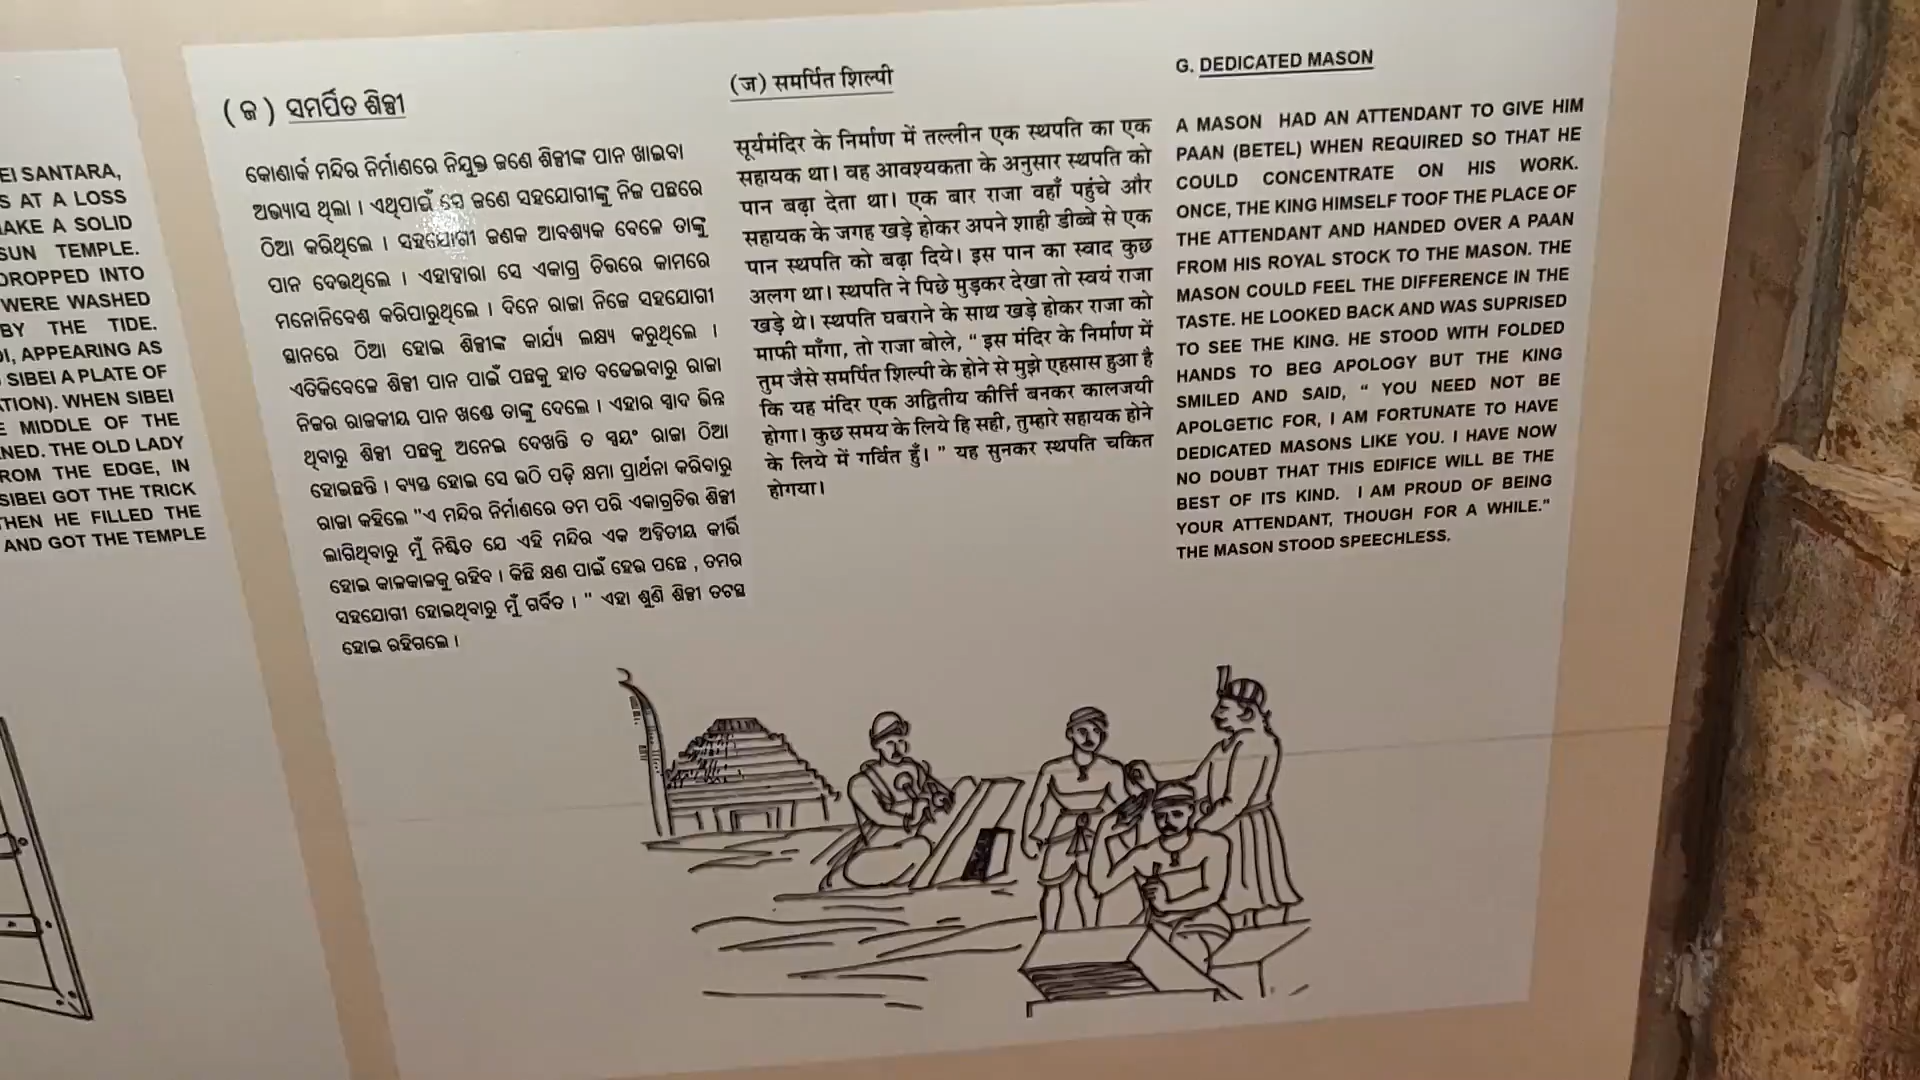 EI SANTARA,
S AT A LOSS
MAKE A SOLID
SUN TEMPLE.
DROPPED INTO
WERE WASHED
BY THE TIDE.
DI, APPEARING AS
SIBEI A PLATE OF
ATION). WHEN SIBEI
E MIDDLE OF THE
NED. THE OLD LADY
FROM THE EDGE, IN
SIBEI GOT THE TRICK
THEN HE FILLED THE
AND GOT THE TEMPLE
(ଜ) ସମର୍ପିତ ଶିଳ୍ପୀ
କୋଣାର୍କ ମନ୍ଦିର ନିର୍ମାଣରେ ନିଯୁକ୍ତ ଜଣେ ଶିଳ୍ପୀଙ୍କ ପାନ ଖାଇବା
ଅଭ୍ୟାସ ଥିଲା । ଏଥିପାଇଁ ସେ ଜଣେ ସହଯୋଗୀଙ୍କୁ ନିଜ ପଛରେ
ଠିଆ କରିଥିଲେ । ସହଯୋଗୀ ଜଣକ ଆବଶ୍ୟକ ବେଳେ ତାଙ୍କୁ
ପାନ ଦେଉଥିଲେ । ଏହାଦ୍ୱାରା ସେ ଏକାଗ୍ର ଚିତ୍ତରେ କାମରେ
ମନୋନିବେଶ କରିପାରୁଥିଲେ । ଦିନେ ରାଜା ନିଜେ ସହଯୋଗୀ
ସ୍ଥାନରେ ଠିଆ ହୋଇ ଶିଳ୍ପୀଙ୍କ କାର୍ଯ୍ୟ ଲକ୍ଷ୍ୟ କରୁଥିଲେ ।
ଏତିକିବେଳେ ଶିଳ୍ପୀ ପାନ ପାଇଁ ପଛକୁ ହାତ ବଢେଇବାରୁ ରାଜା
ନିଜର ରାଜକୀୟ ପାନ ଖଣ୍ଡେ ତାଙ୍କୁ ଦେଲେ । ଏହାର ସ୍ୱାଦ ଭିନ୍ନ
ଥିବାରୁ ଶିଳ୍ପୀ ପଛକୁ ଅନେଇ ଦେଖନ୍ତି ତ ସ୍ୱୟଂ ରାଜା ଠିଆ
ହୋଇଛନ୍ତି । ବ୍ୟସ୍ତ ହୋଇ ସେ ଉଠି ପଡ଼ି କ୍ଷମା ପ୍ରାର୍ଥନା କରିବାରୁ
ରାଜା କହିଲେ "ଏ ମନ୍ଦିର ନିର୍ମାଣରେ ତମ ପରି ଏକାଗ୍ରଚିତ୍ତ ଶିଳ୍ପୀ
ଲାଗିଥିବାରୁ ମୁଁ ନିଶ୍ଚିତ ଯେ ଏହି ମନ୍ଦିର ଏକ ଅଦ୍ୱିତୀୟ କୀର୍ତ୍ତି
ହୋଇ କାଳକାଳକୁ ରହିବ । କିଛି କ୍ଷଣ ପାଇଁ ହେଉ ପଛେ , ତମର
ସହଯୋଗୀ ହୋଇଥିବାରୁ ମୁଁ ଗର୍ବିତ । " ଏହା ଶୁଣି ଶିଳ୍ପୀ ତଟସ୍ଥ
ହୋଇ ରହିଗଲେ ।
(ज) समर्पित शिल्पी
सूर्यमंदिर के निर्माण में तल्लीन एक स्थपति का एक
सहायक था। वह आवश्यकता के अनुसार स्थपति को
पान बढ़ा देता था। एक बार राजा वहाँ पहुंचे और
सहायक के जगह खड़े होकर अपने शाही डीब्बे से एक
पान स्थपति को बढ़ा दिये। इस पान का स्वाद कुछ
अलग था। स्थपति ने पिछे मुड़कर देखा तो स्वयं राजा
खड़े थे। स्थपति घबराने के साथ खड़े होकर राजा को
माफी माँगा, तो राजा बोले, “ इस मंदिर के निर्माण में
तुम जैसे समर्पित शिल्पी के होने से मुझे एहसास हुआ है
कि यह मंदिर एक अद्वितीय कीर्त्ति बनकर कालजयी
होगा। कुछ समय के लिये हि सही, तुम्हारे सहायक होने
के लिये में गर्वित हुँ। ” यह सुनकर स्थपति चकित
होगया।
G. DEDICATED MASON
A MASON HAD AN ATTENDANT TO GIVE HIM
PAAN (BETEL) WHEN REQUIRED SO THAT HE
COULD CONCENTRATE ON HIS WORK.
ONCE, THE KING HIMSELF TOOF THE PLACE OF
THE ATTENDANT AND HANDED OVER A PAAN
FROM HIS ROYAL STOCK TO THE MASON. THE
MASON COULD FEEL THE DIFFERENCE IN THE
TASTE. HE LOOKED BACK AND WAS SUPRISED
TO SEE THE KING. HE STOOD WITH FOLDED
HANDS TO BEG APOLOGY BUT THE KING
SMILED AND SAID, “ YOU NEED NOT BE
APOLGETIC FOR, I AM FORTUNATE TO HAVE
DEDICATED MASONS LIKE YOU. I HAVE NOW
NO DOUBT THAT THIS EDIFICE WILL BE THE
BEST OF ITS KIND. I AM PROUD OF BEING
YOUR ATTENDANT, THOUGH FOR A WHILE.”
THE MASON STOOD SPEECHLESS.